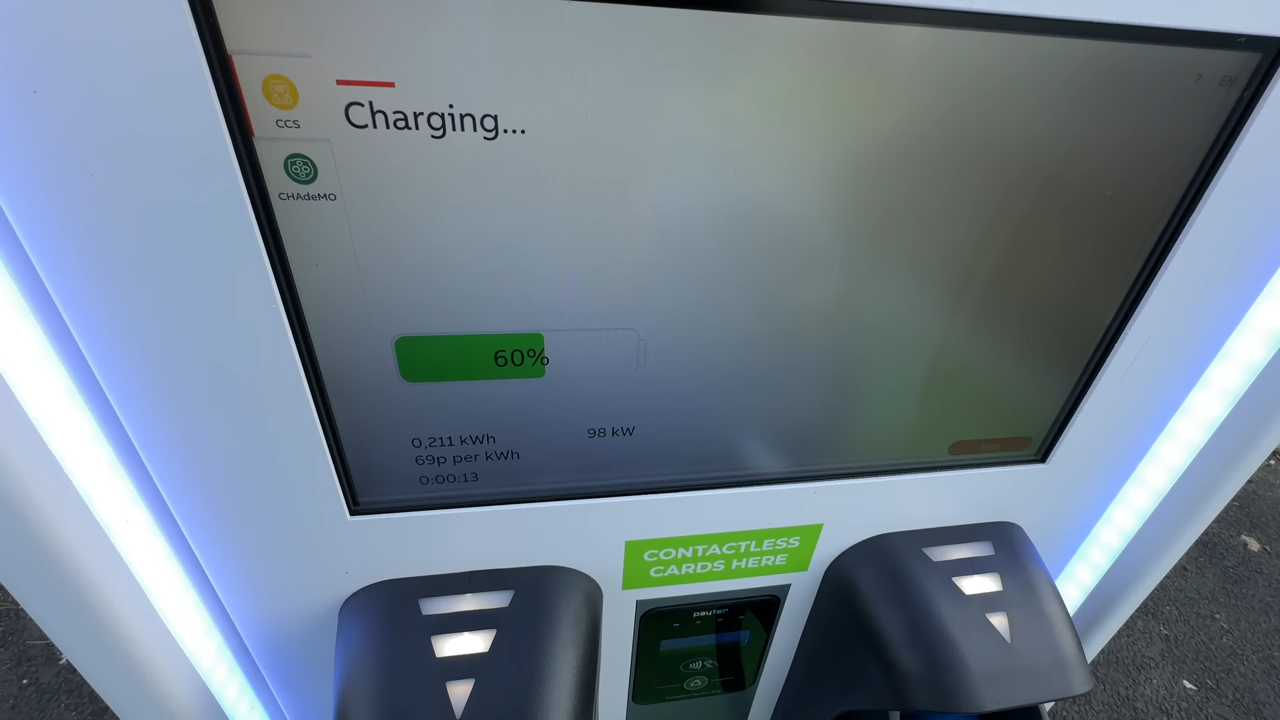 ? EN
CCS
Charging...
CHAdeMO
60%
0,211 kWh
98 kW
69p per kWh
0:00:13
CONTACTLESS
CARDS HERE
payter